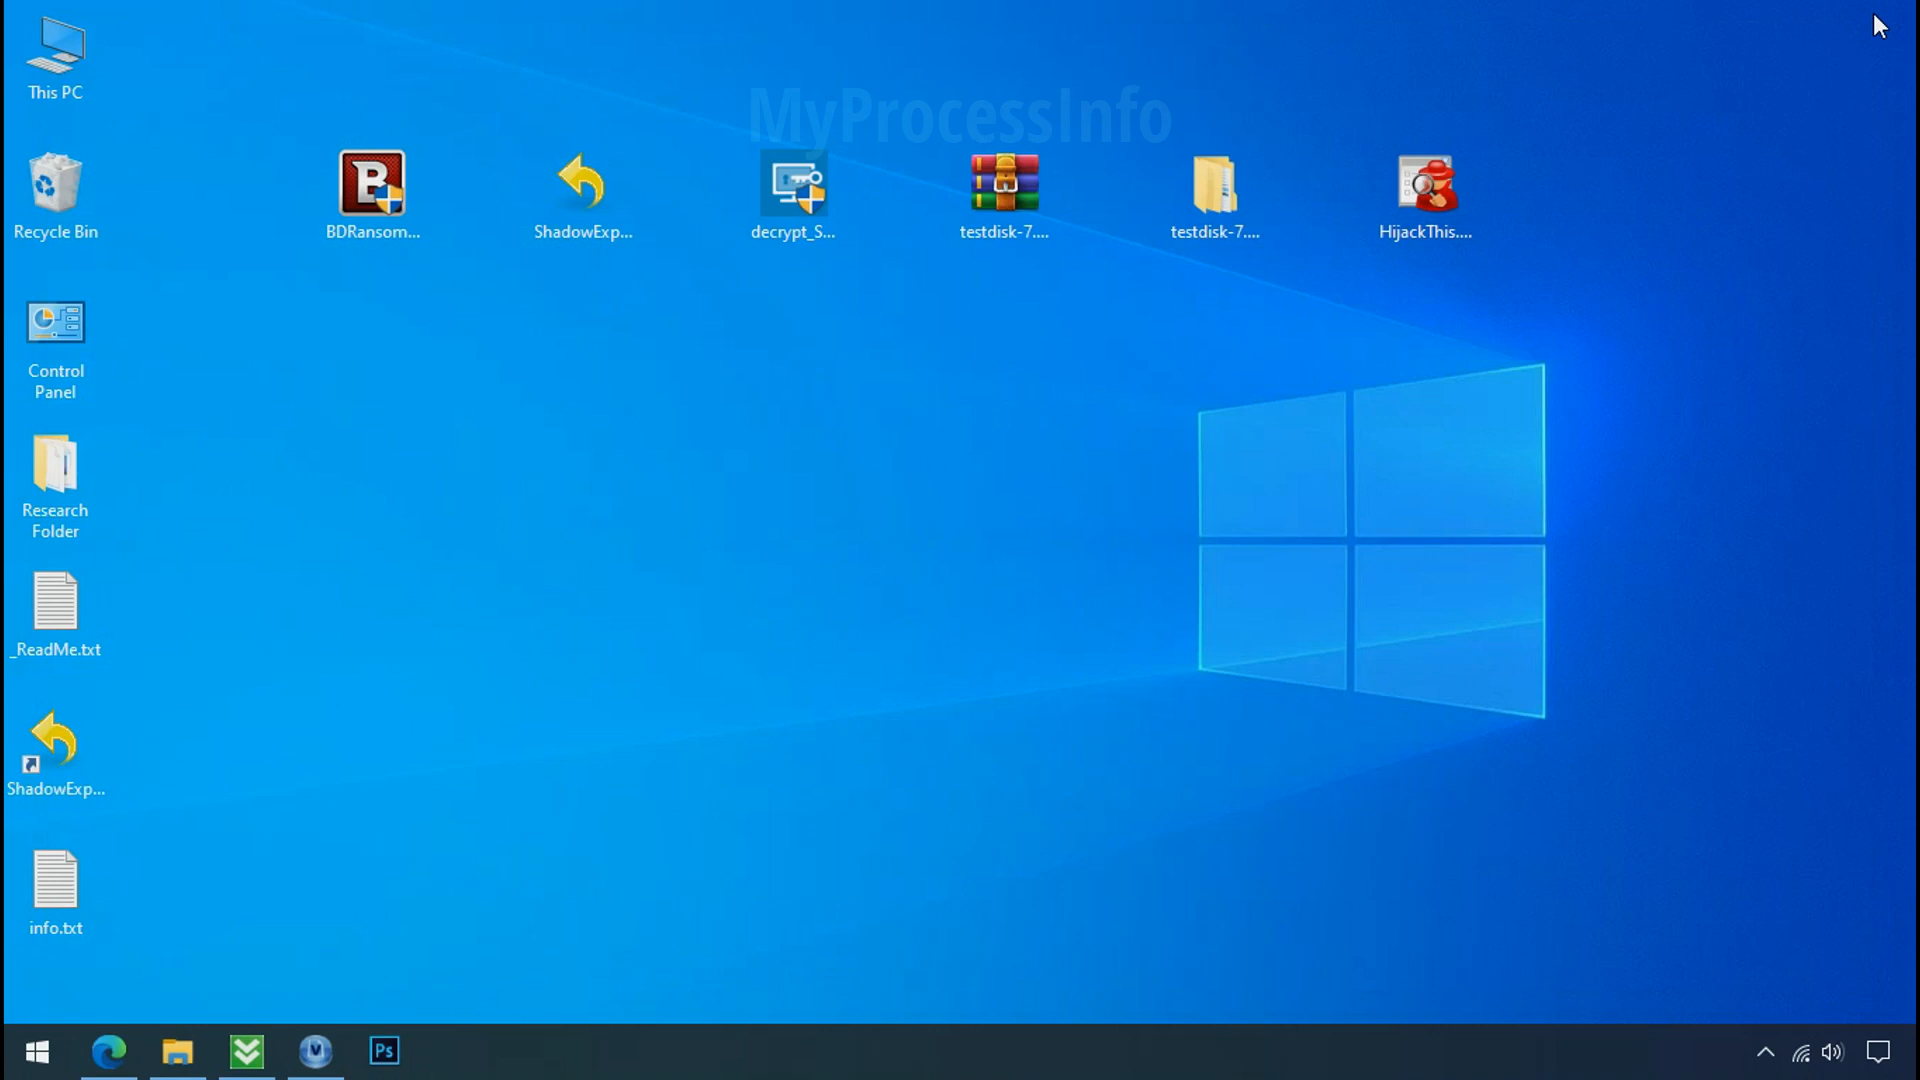 This PC
MyProcessInfo
Recycle Bin
BDRansom...
ShadowExp...
decrypt_S...
testdisk-7....
testdisk-7....
HijackThis....
Control
Panel
Research
Folder
_ReadMe.txt
ShadowExp...
info.txt
Ps